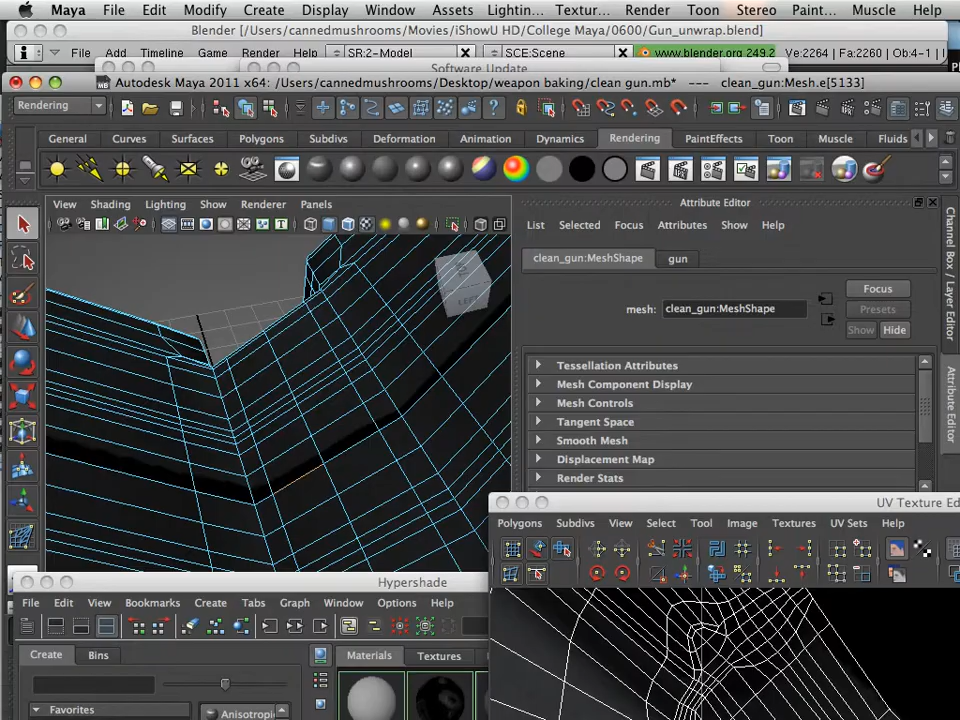 Maya File Edit Modify Create Display Window Assets Lightin... Textur... Render Toon Stereo Paint... Muscle Help
Blender [/Users/cannedmushrooms/Movies/iShowU HD/College Maya/0600/Gun_unwrap.blend]
File Add Timeline Game Render Help SR:2-Model SCE:Scene www.blender.org 249.2 Ve:2264 | Fa:2260 | Ob:4-1 |
Software Update
Autodesk Maya 2011 x64: /Users/cannedmushrooms/Desktop/weapon baking/clean gun.mb* --- clean_gun:Mesh.e[5133]
Rendering
General Curves Surfaces Polygons Subdivs Deformation Animation Dynamics Rendering PaintEffects Toon Muscle Fluids
View Shading Lighting Show Renderer Panels
LEFT
Attribute Editor
List Selected Focus Attributes Show Help
clean_gun:MeshShape gun
mesh: clean_gun:MeshShape
Focus
Presets
Show Hide
Tessellation Attributes
Mesh Component Display
Mesh Controls
Tangent Space
Smooth Mesh
Displacement Map
Render Stats
Channel Box / Layer Editor
Attribute Editor
UV Texture Ed
Polygons Subdivs View Select Tool Image Textures UV Sets Help
Hypershade
File Edit View Bookmarks Create Tabs Graph Window Options Help
Create Bins
Materials Textures
Favorites
Anisotropi